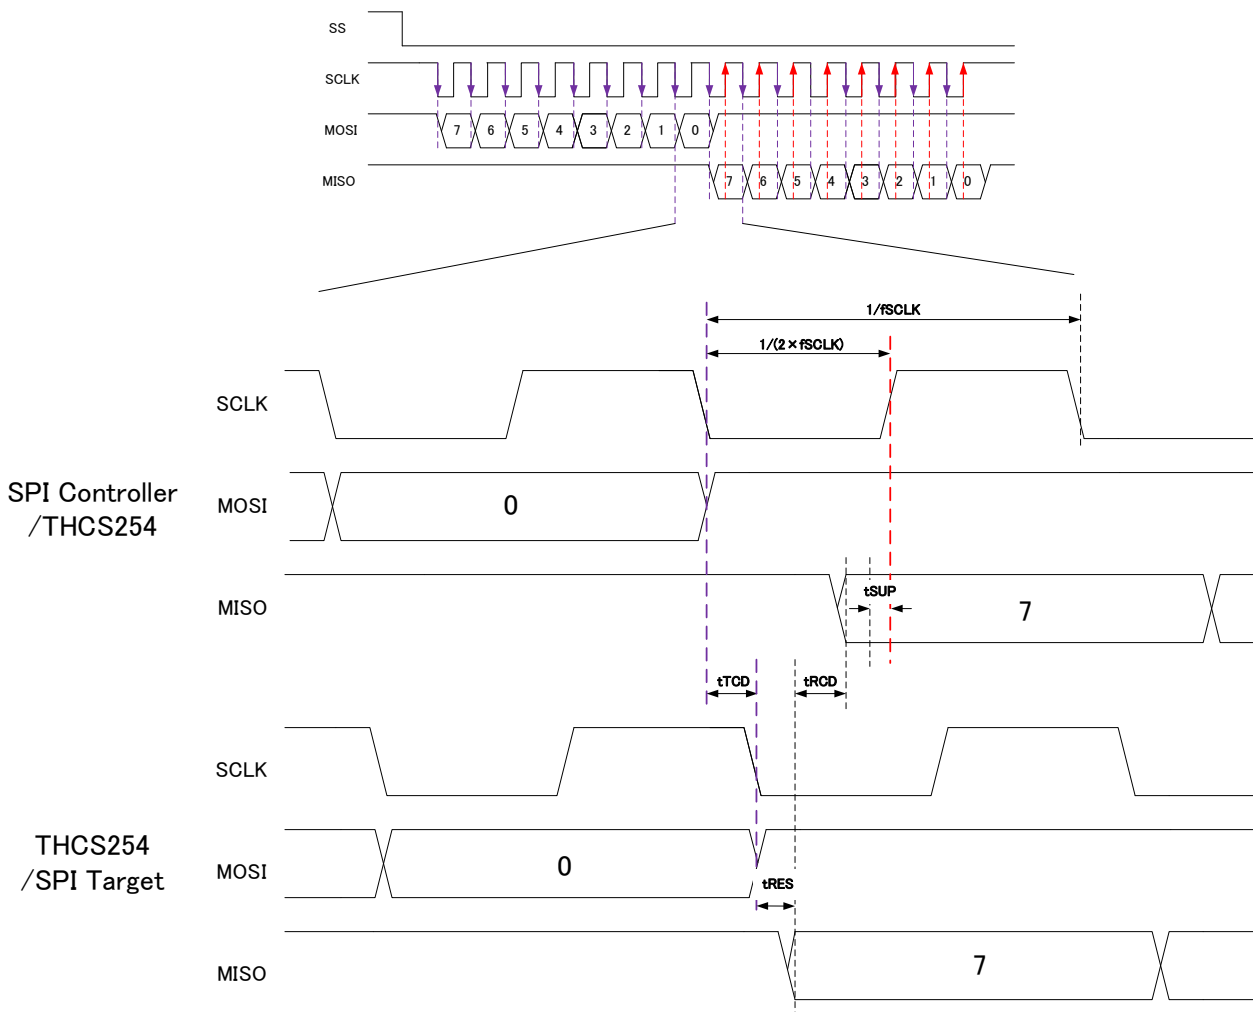 SS
SCLK
MOSI 7 6 5 4 3 2 1 0
MISO 7 6 5 4 3 2 1 0
1/fSCLK
1/(2×fSCLK)
SCLK
SPI Controller
/THCS254
MOSI 0
MISO 7
tSUP
tTCD tRCD
SCLK
THCS254
/SPI Target
MOSI 0
tRES
MISO 7